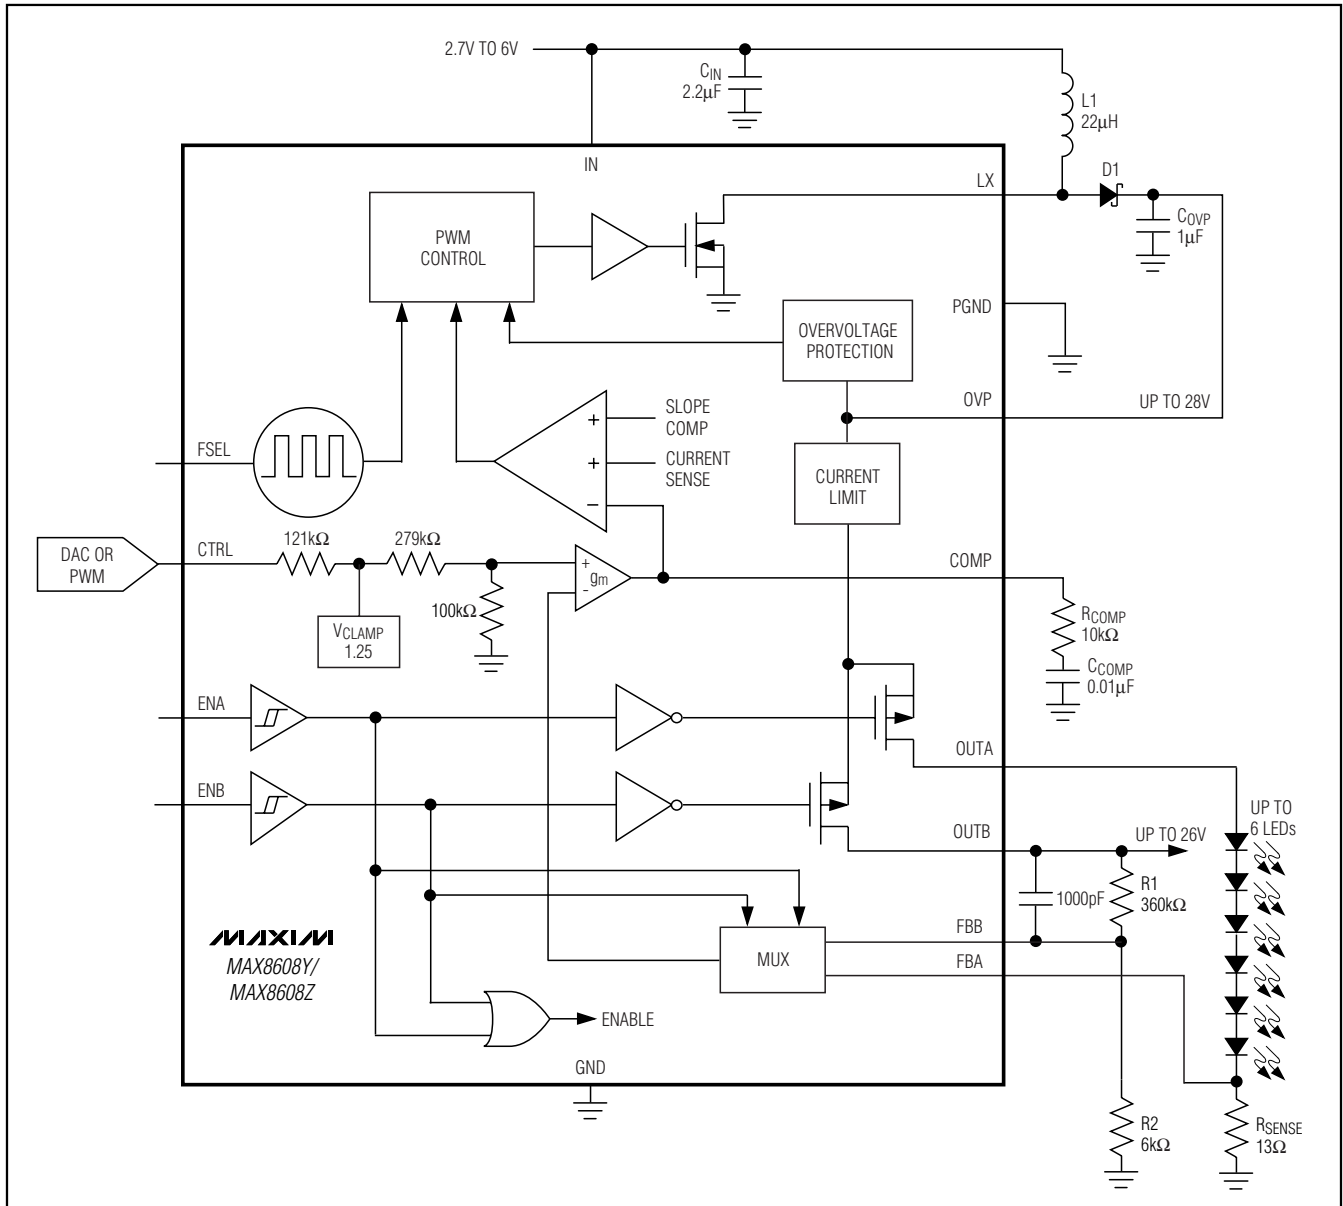 2.7V TO 6V
CIN
2.2µF
L1
22µH
IN
LX
D1
COVP
1µF
PWM
CONTROL
PGND
OVERVOLTAGE
PROTECTION
OVP
UP TO 28V
SLOPE
COMP
CURRENT
SENSE
+
+
−
FSEL
CURRENT
LIMIT
DAC OR
PWM
CTRL
121kΩ
279kΩ
100kΩ
VCLAMP
1.25
+
gm
-
COMP
RCOMP
10kΩ
CCOMP
0.01µF
ENA
OUTA
ENB
OUTB
UP TO 26V
UP TO
6 LEDs
1000pF
R1
360kΩ
MAXIM
MAX8608Y/
MAX8608Z
MUX
FBB
FBA
ENABLE
GND
R2
6kΩ
RSENSE
13Ω